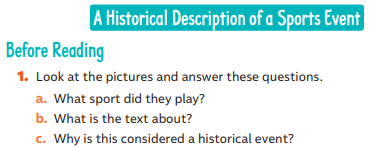 A Historical Description of a Sports Event
Before Reading
1. Look at the pictures and answer these questions.
a. What sport did they play?
b. What is the text about?
c. Why is this considered a historical event?